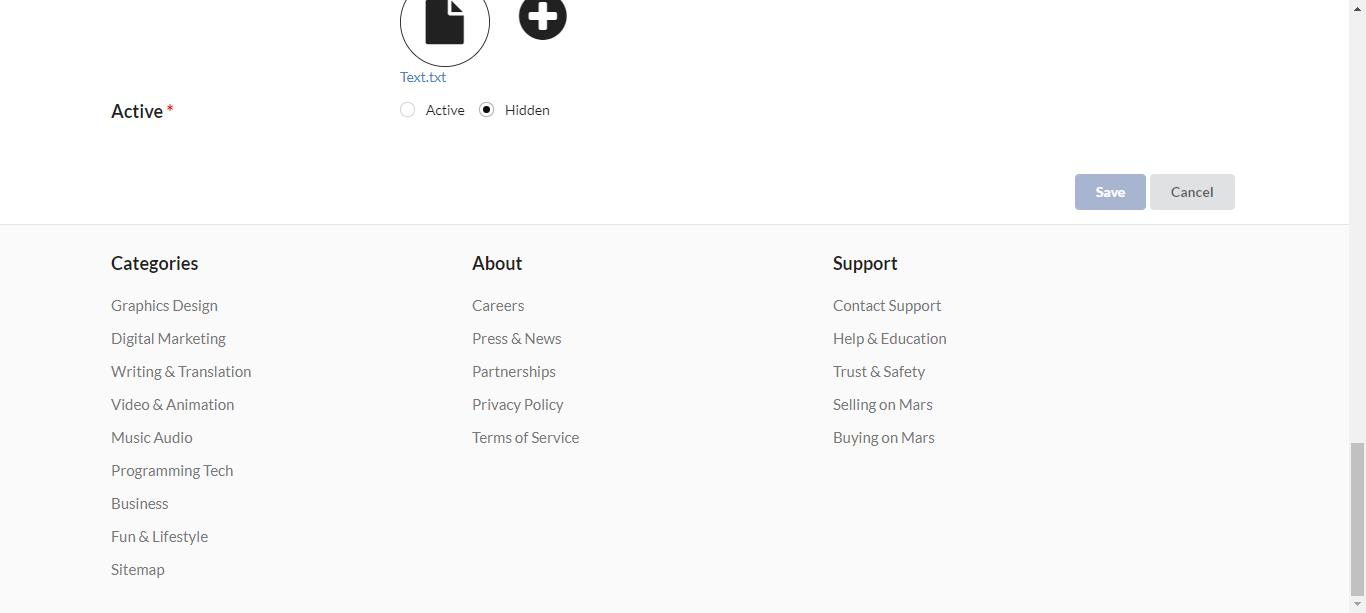 Text.txt
Active *
Active
Hidden
Save
Cancel
Categories
Graphics Design
Digital Marketing
Writing & Translation
Video & Animation
Music Audio
Programming Tech
Business
Fun & Lifestyle
Sitemap
About
Careers
Press & News
Partnerships
Privacy Policy
Terms of Service
Support
Contact Support
Help & Education
Trust & Safety
Selling on Mars
Buying on Mars